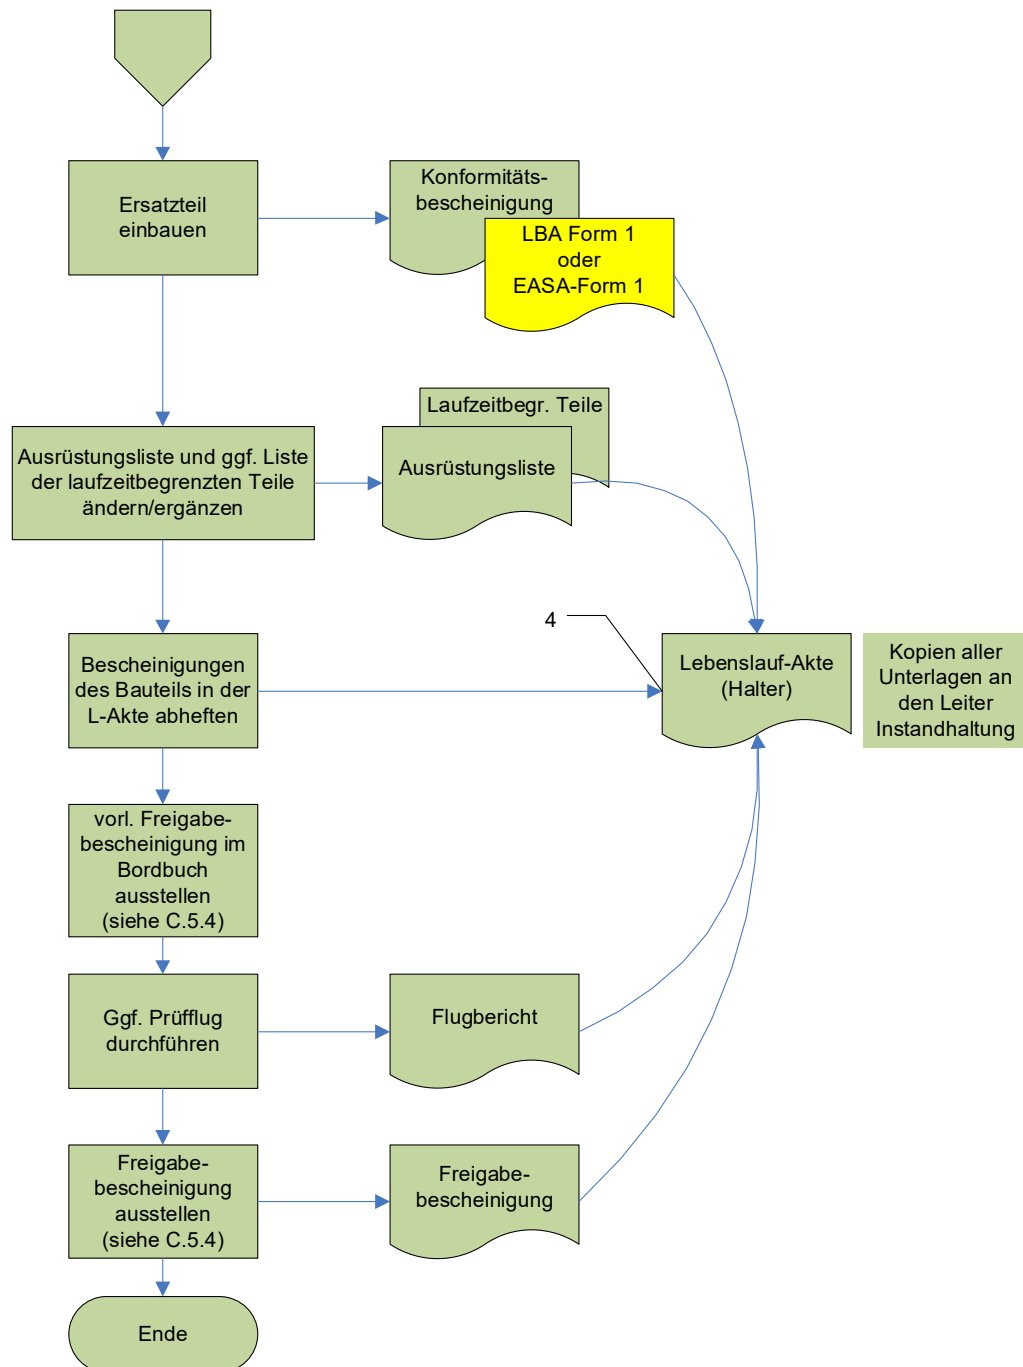 Ersatzteil
einbauen
Konformitäts-
bescheinigung
LBA Form 1
oder
EASA-Form 1
Ausrüstungsliste und ggf. Liste
der laufzeitbegrenzten Teile
ändern/ergänzen
Laufzeitbegr. Teile
Ausrüstungsliste
4
Bescheinigungen
des Bauteils in der
L-Akte abheften
Lebenslauf-Akte
(Halter)
Kopien aller
Unterlagen an
den Leiter
Instandhaltung
vorl. Freigabe-
bescheinigung im
Bordbuch
ausstellen
(siehe C.5.4)
Ggf. Prüfflug
durchführen
Flugbericht
Freigabe-
bescheinigung
ausstellen
(siehe C.5.4)
Freigabe-
bescheinigung
Ende